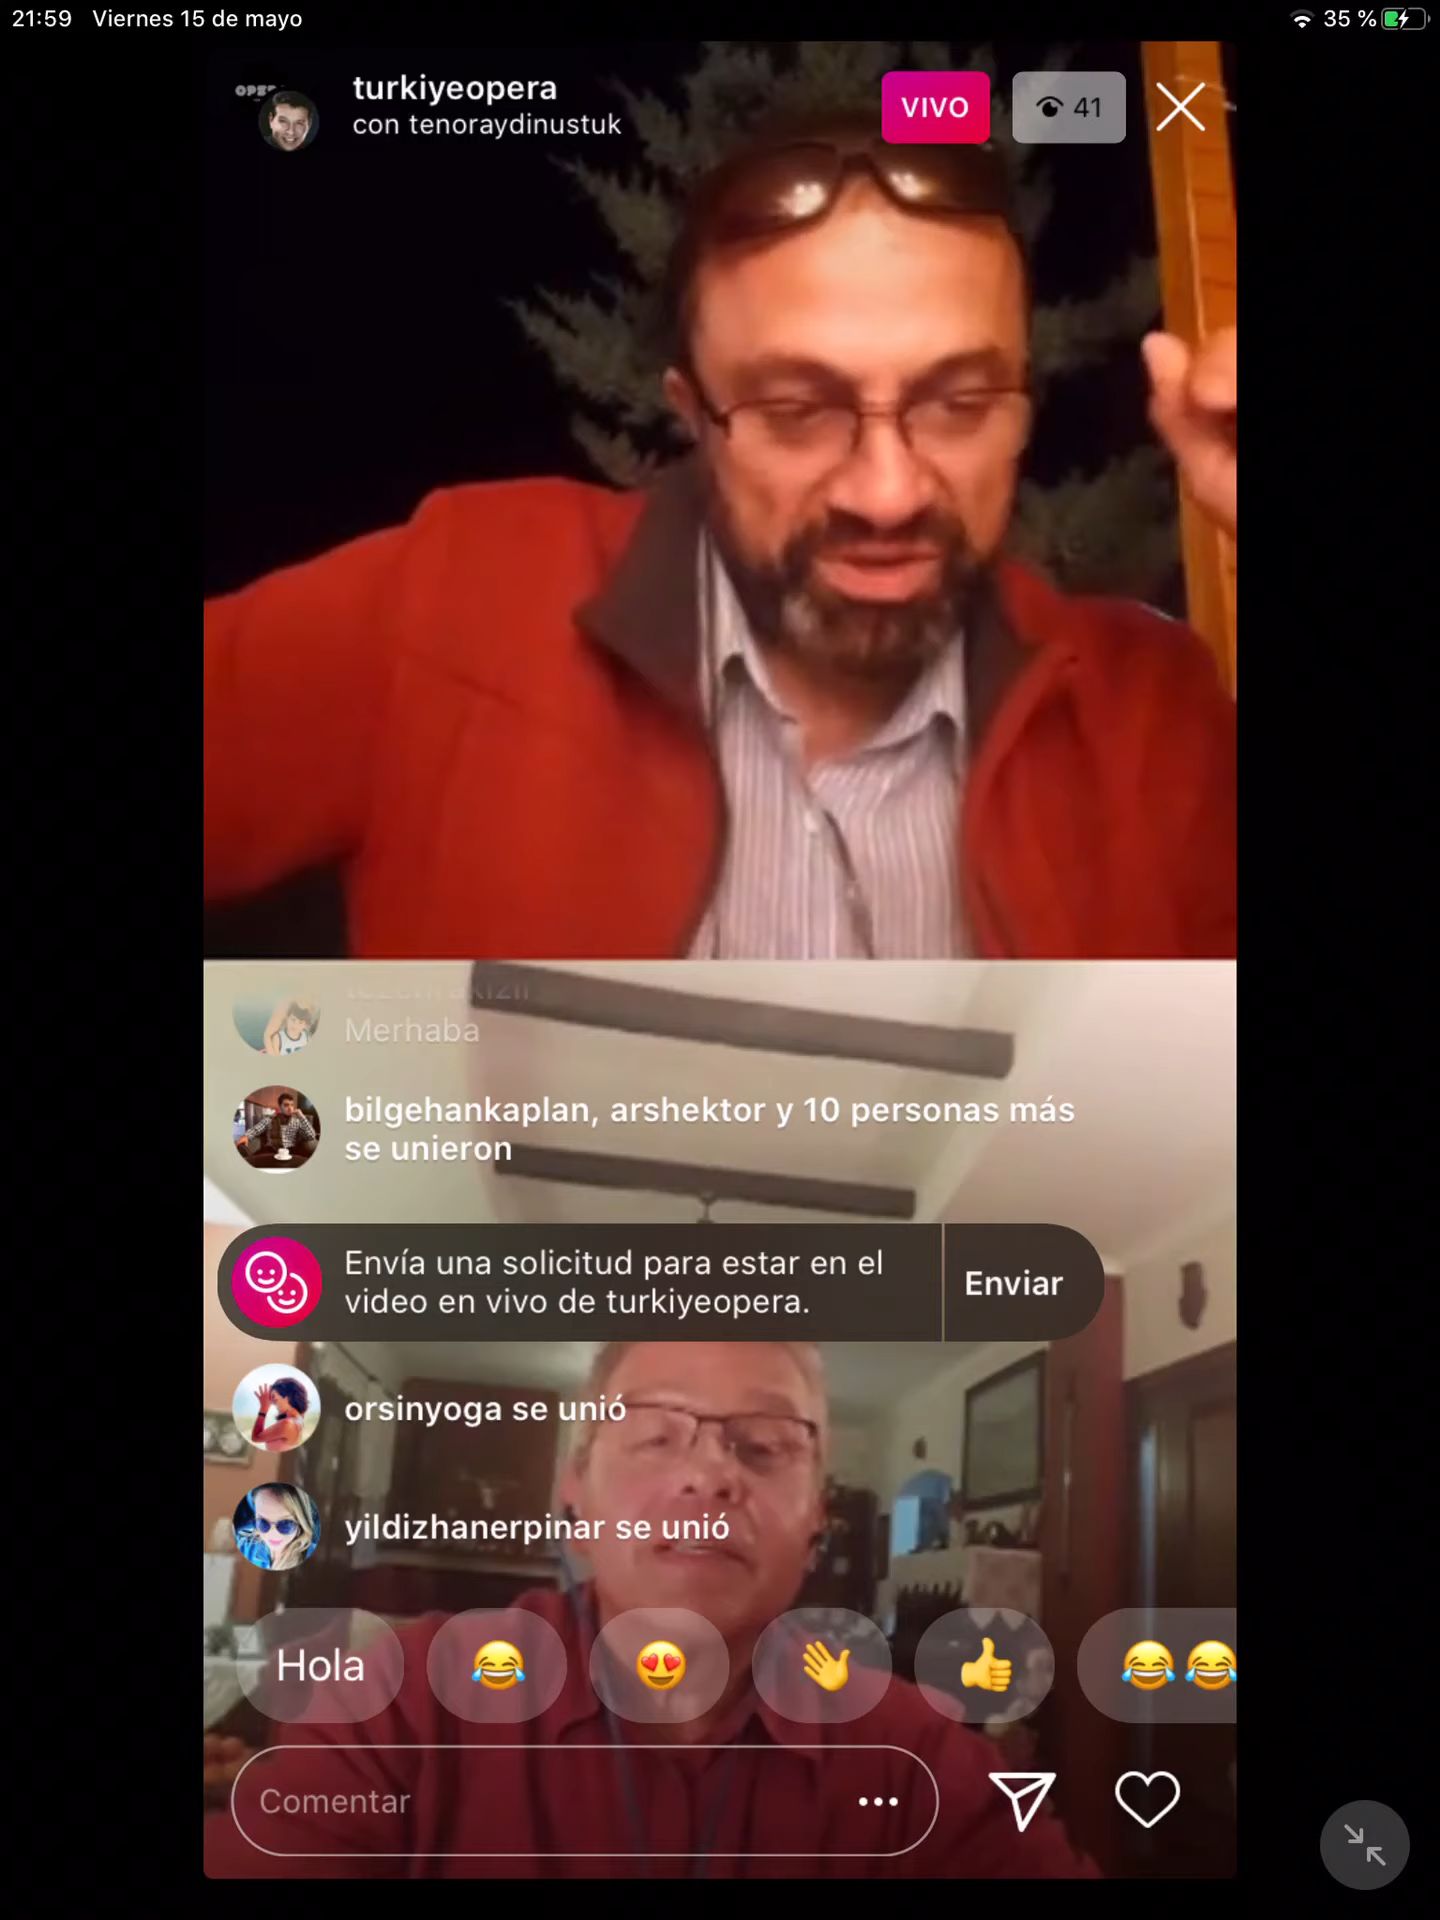 21:59 Viernes 15 de mayo
35 %
turkiyeopera
con tenoraydinustuk
VIVO
41
Merhaba
bilgehankaplan, arshektor y 10 personas más
se unieron
Envía una solicitud para estar en el
video en vivo de turkiyeopera.
Enviar
orsinyoga se unió
yildizhanerpinar se unió
Hola
Comentar